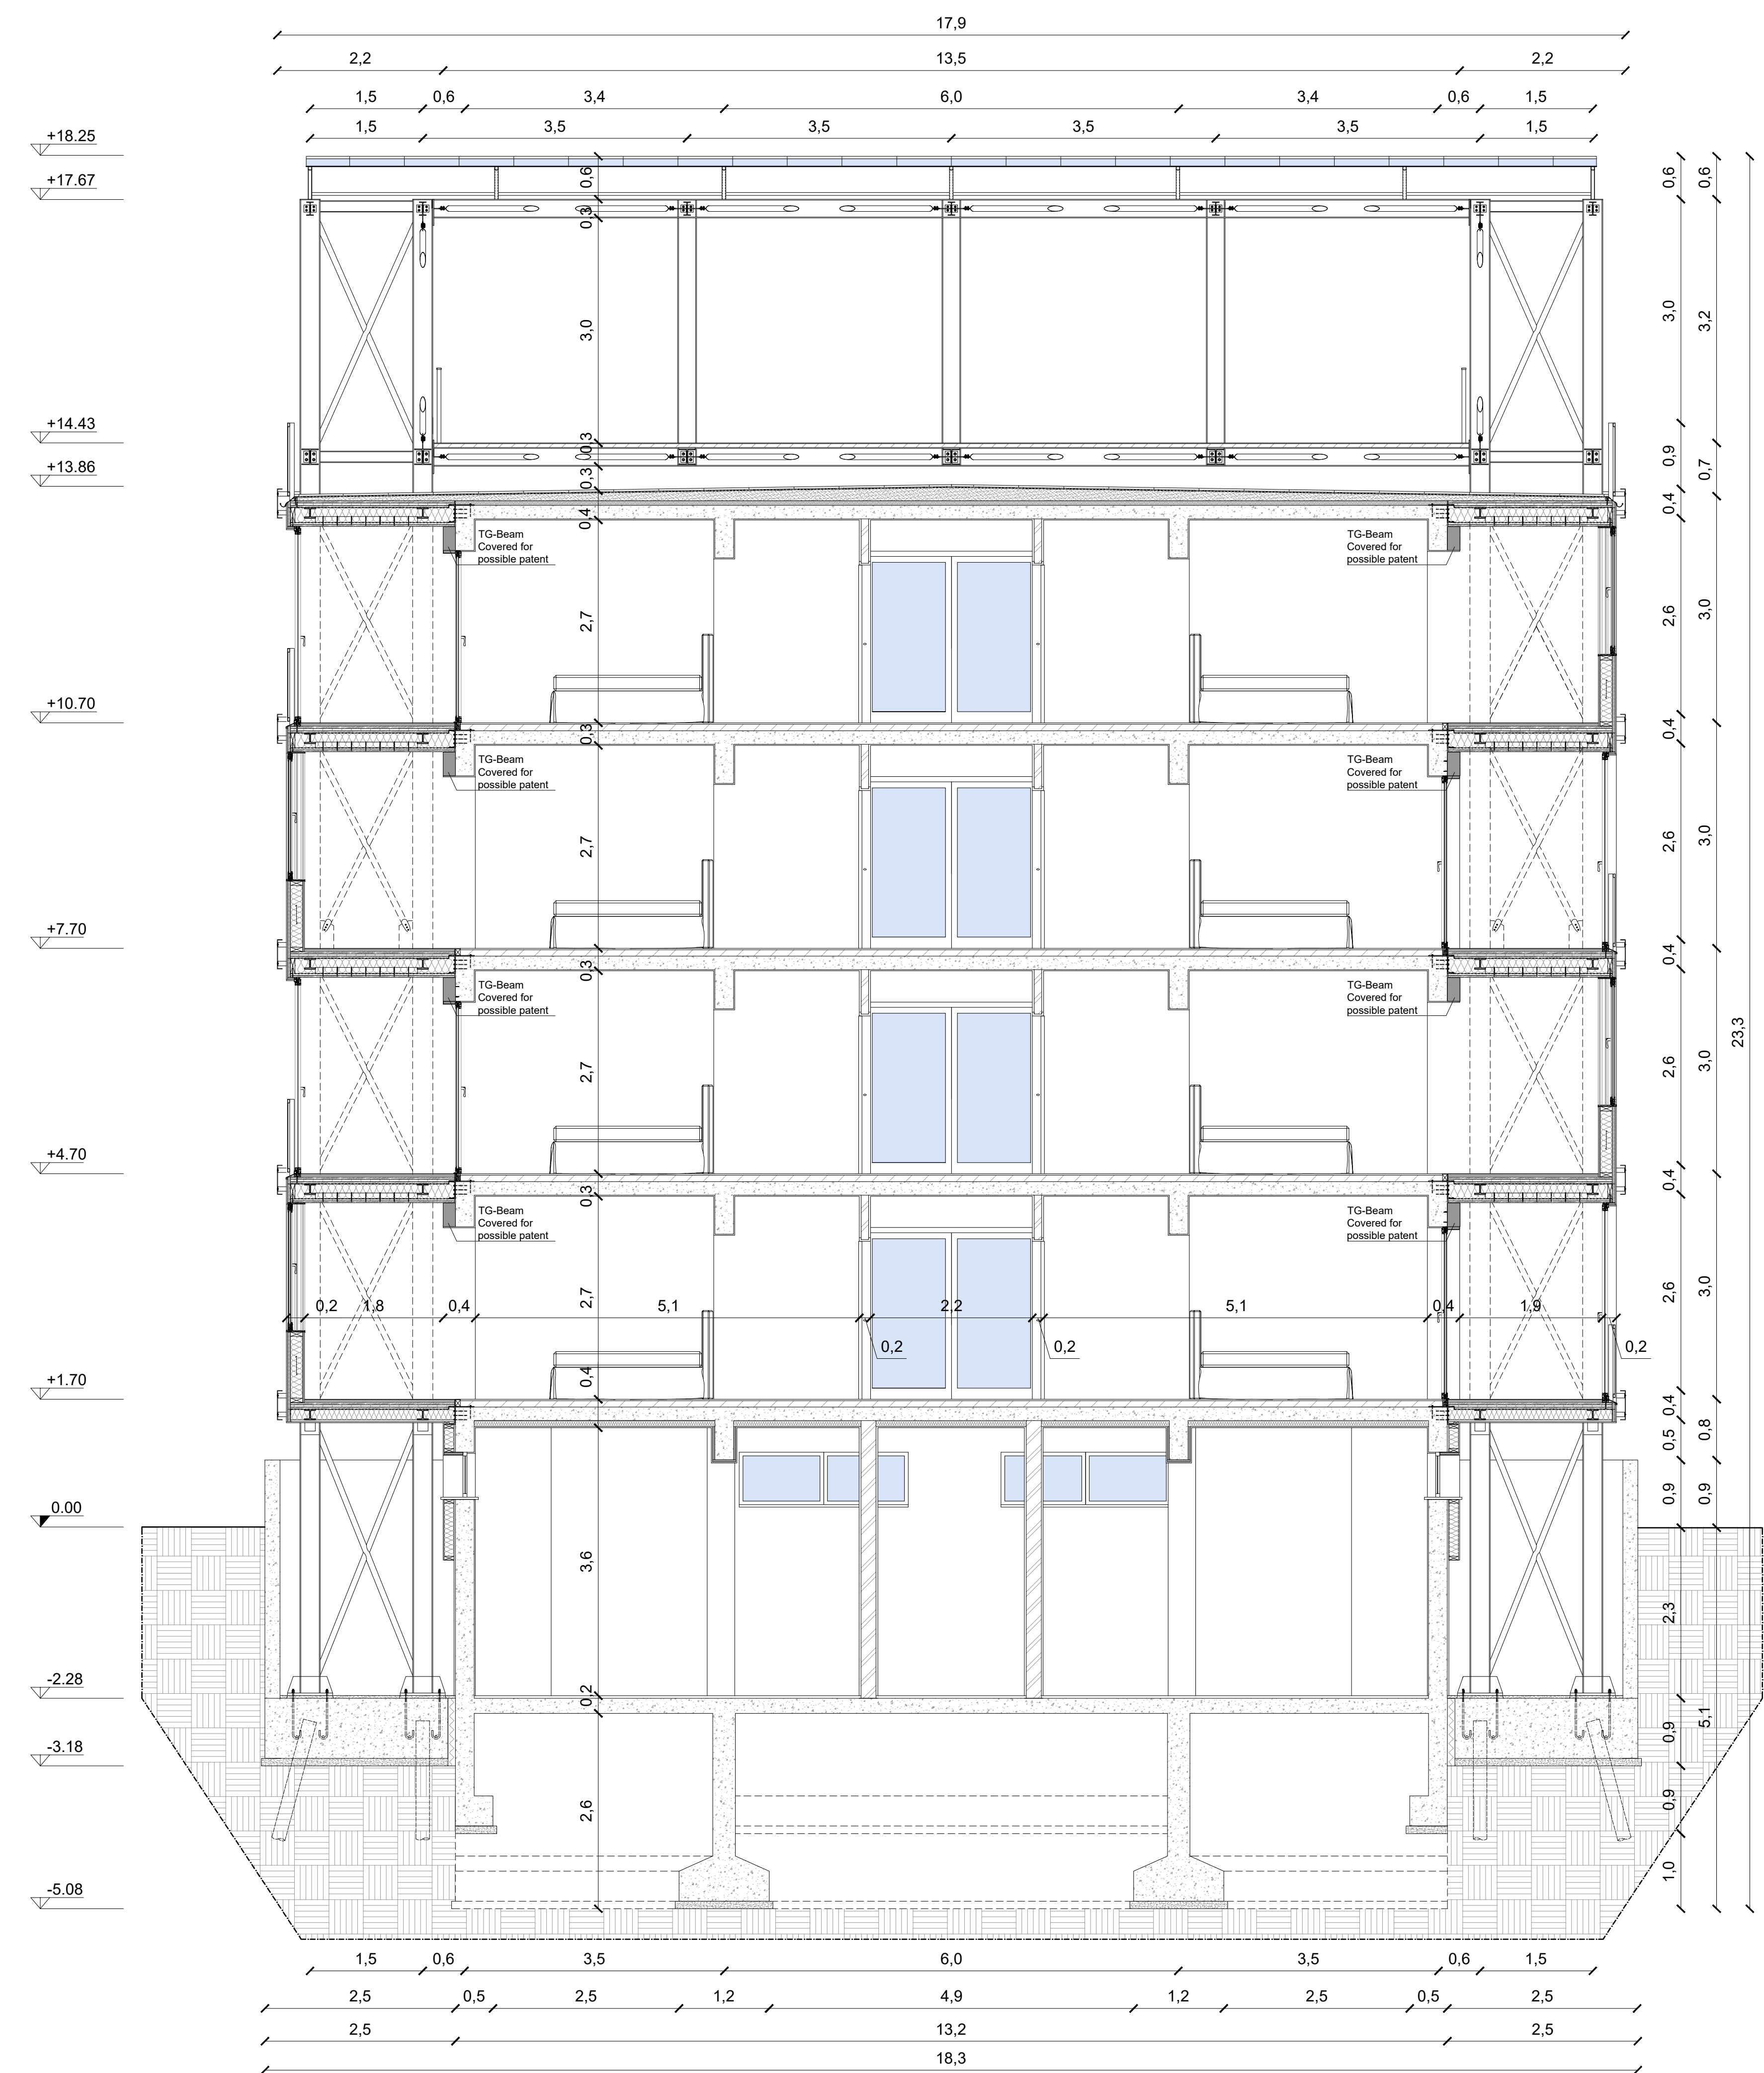 17,9
2,2 13,5 2,2
1,5 0,6 3,4 6,0 3,4 0,6 1,5
1,5 3,5 3,5 3,5 3,5 1,5
+18.25
0,6 0,6 0,6
+17.67
0,3
3,0 3,0 3,2
+14.43
0,3 0,9 0,7
+13.86
0,3
0,4 0,4
TG-Beam
Covered for
possible patent
TG-Beam
Covered for
possible patent
2,7 2,6 3,0
+10.70
0,3 0,4
TG-Beam
Covered for
possible patent
TG-Beam
Covered for
possible patent
2,7 2,6 3,0
+7.70
0,3 0,4
TG-Beam
Covered for
possible patent
TG-Beam
Covered for
possible patent
23,3
2,7 2,6 3,0
+4.70
0,3 0,4
TG-Beam
Covered for
possible patent
TG-Beam
Covered for
possible patent
2,7 2,6 3,0
0,2 1,8 0,4 5,1 2,2 5,1 0,4 1,9
0,2 0,2 0,2
+1.70
0,4 0,4
0,5 0,8
0.00
0,9 0,9
3,6
2,3
-2.28
0,2
5,1
-3.18
0,9
2,6 0,9
-5.08
1,0
1,5 0,6 3,5 6,0 3,5 0,6 1,5
2,5 0,5 2,5 1,2 4,9 1,2 2,5 0,5 2,5
2,5 13,2 2,5
18,3